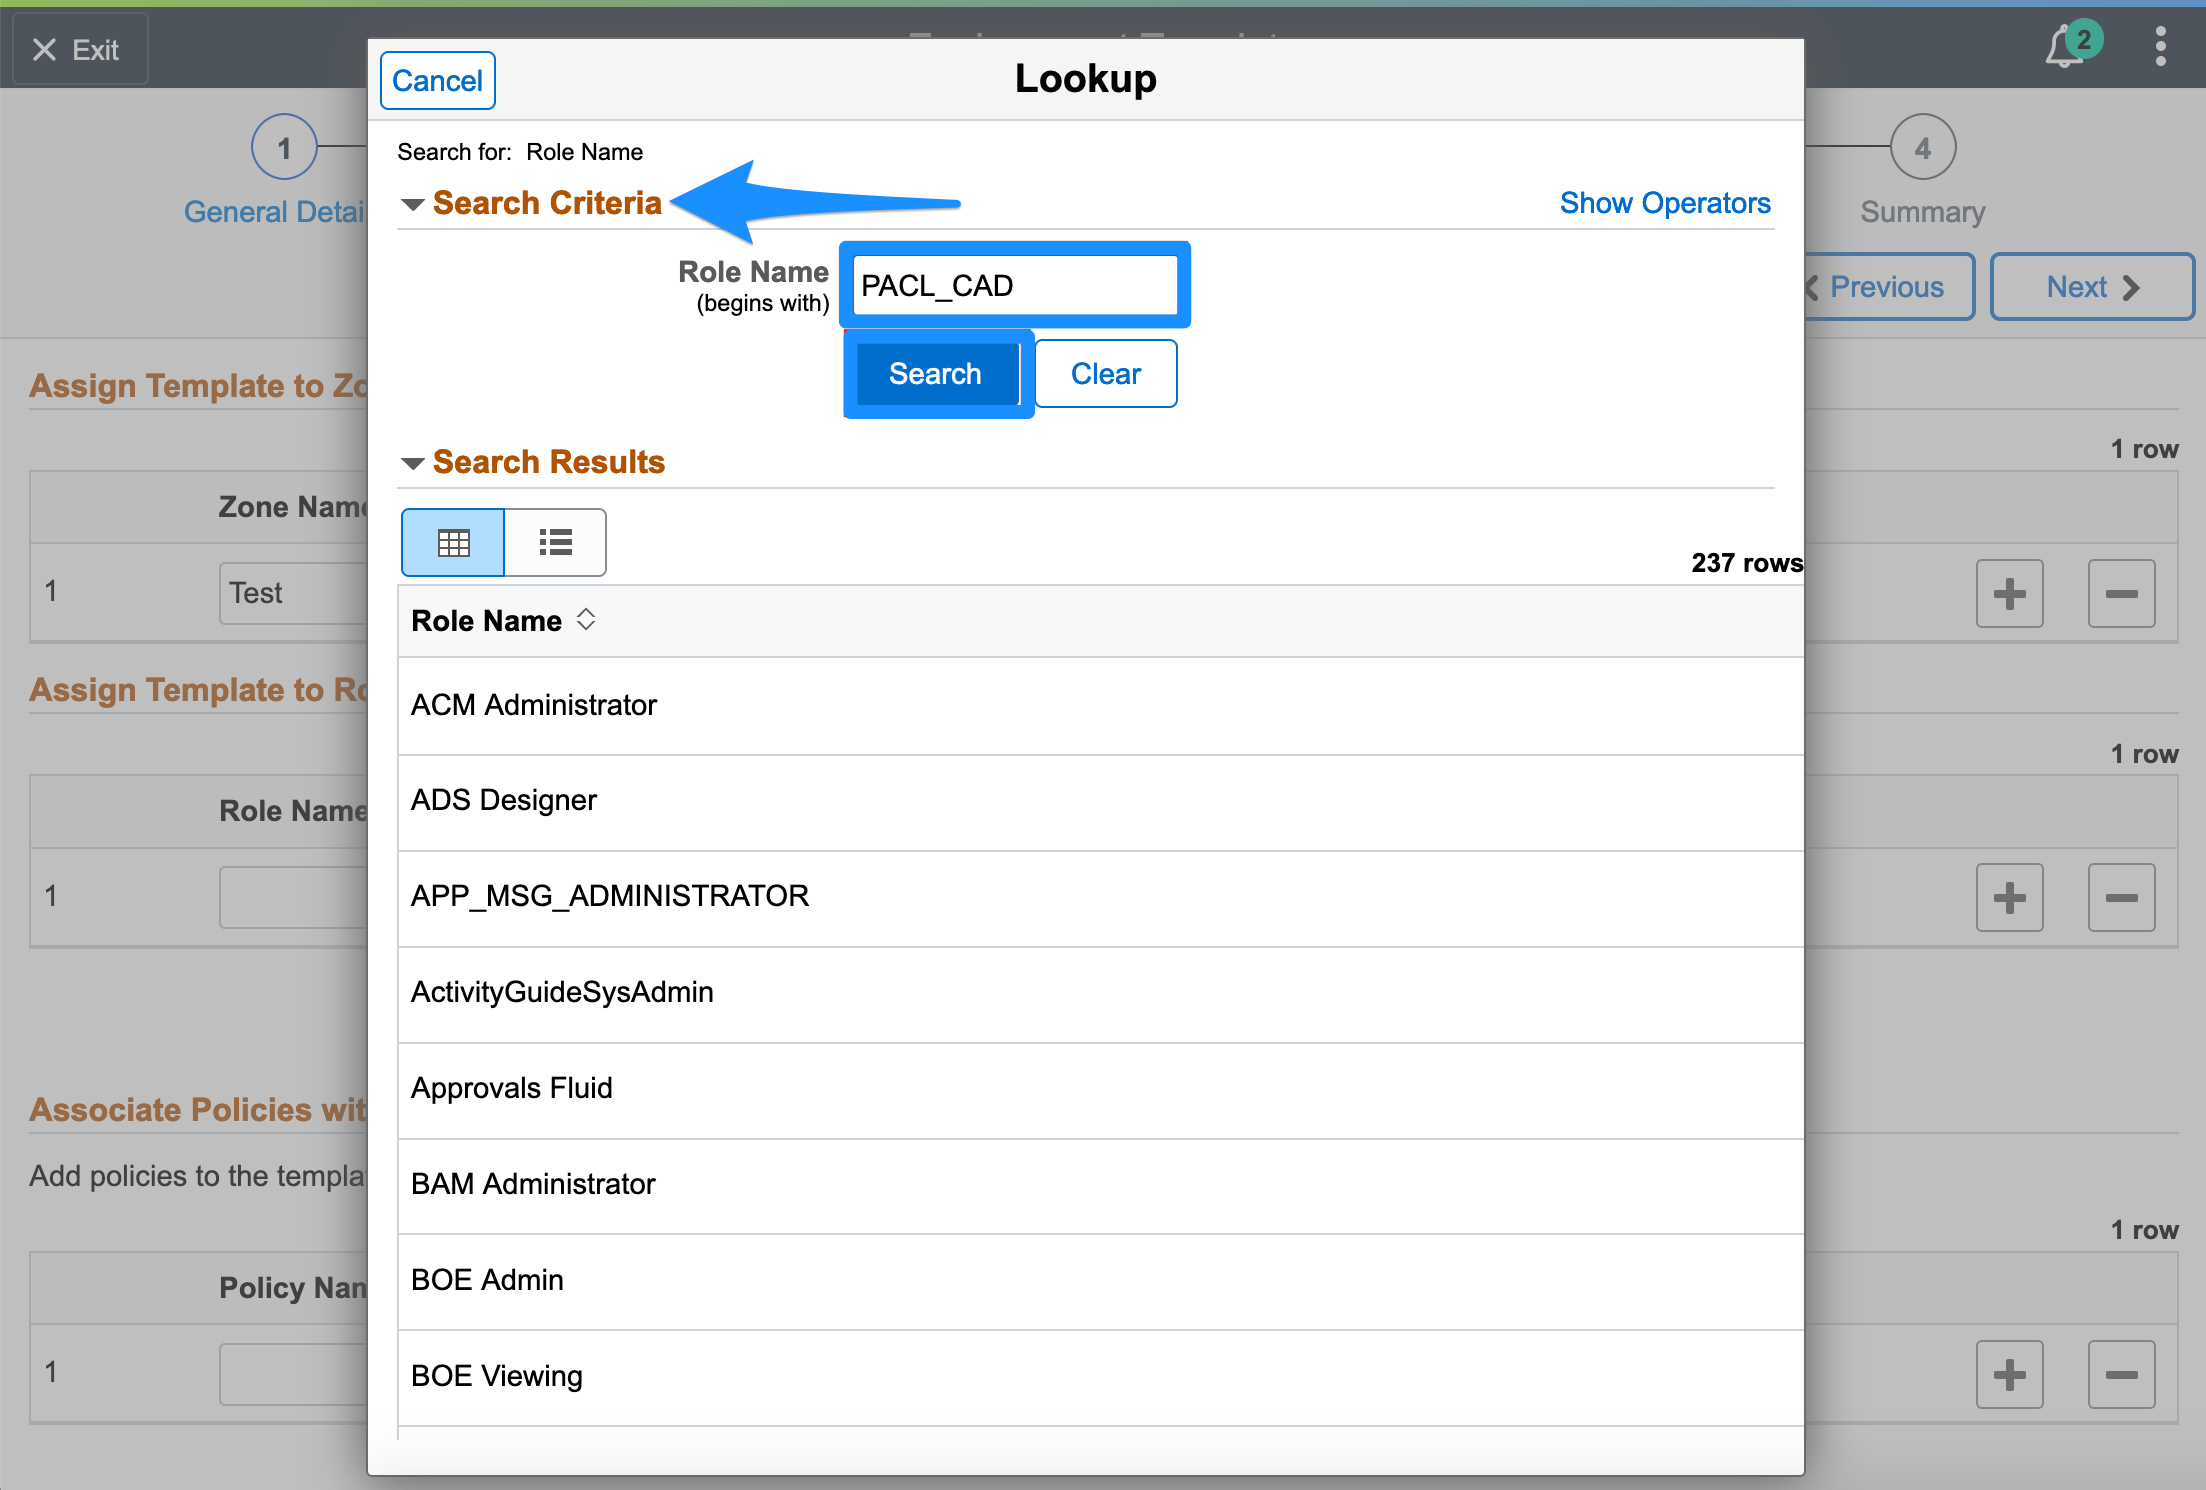 Exit
2
Cancel
Lookup
1
General Detai
4
Summary
Previous
Next
Search for: Role Name
Search Criteria
Show Operators
Role Name
(begins with)
PACL_CAD
Search
Clear
Search Results
237 rows
Role Name
ACM Administrator
ADS Designer
APP_MSG_ADMINISTRATOR
ActivityGuideSysAdmin
Approvals Fluid
BAM Administrator
BOE Admin
BOE Viewing
Assign Template to Zo
1 row
Zone Name
1
Test
Assign Template to Ro
1 row
Role Name
1
Associate Policies wit
Add policies to the templa
1 row
Policy Nam
1